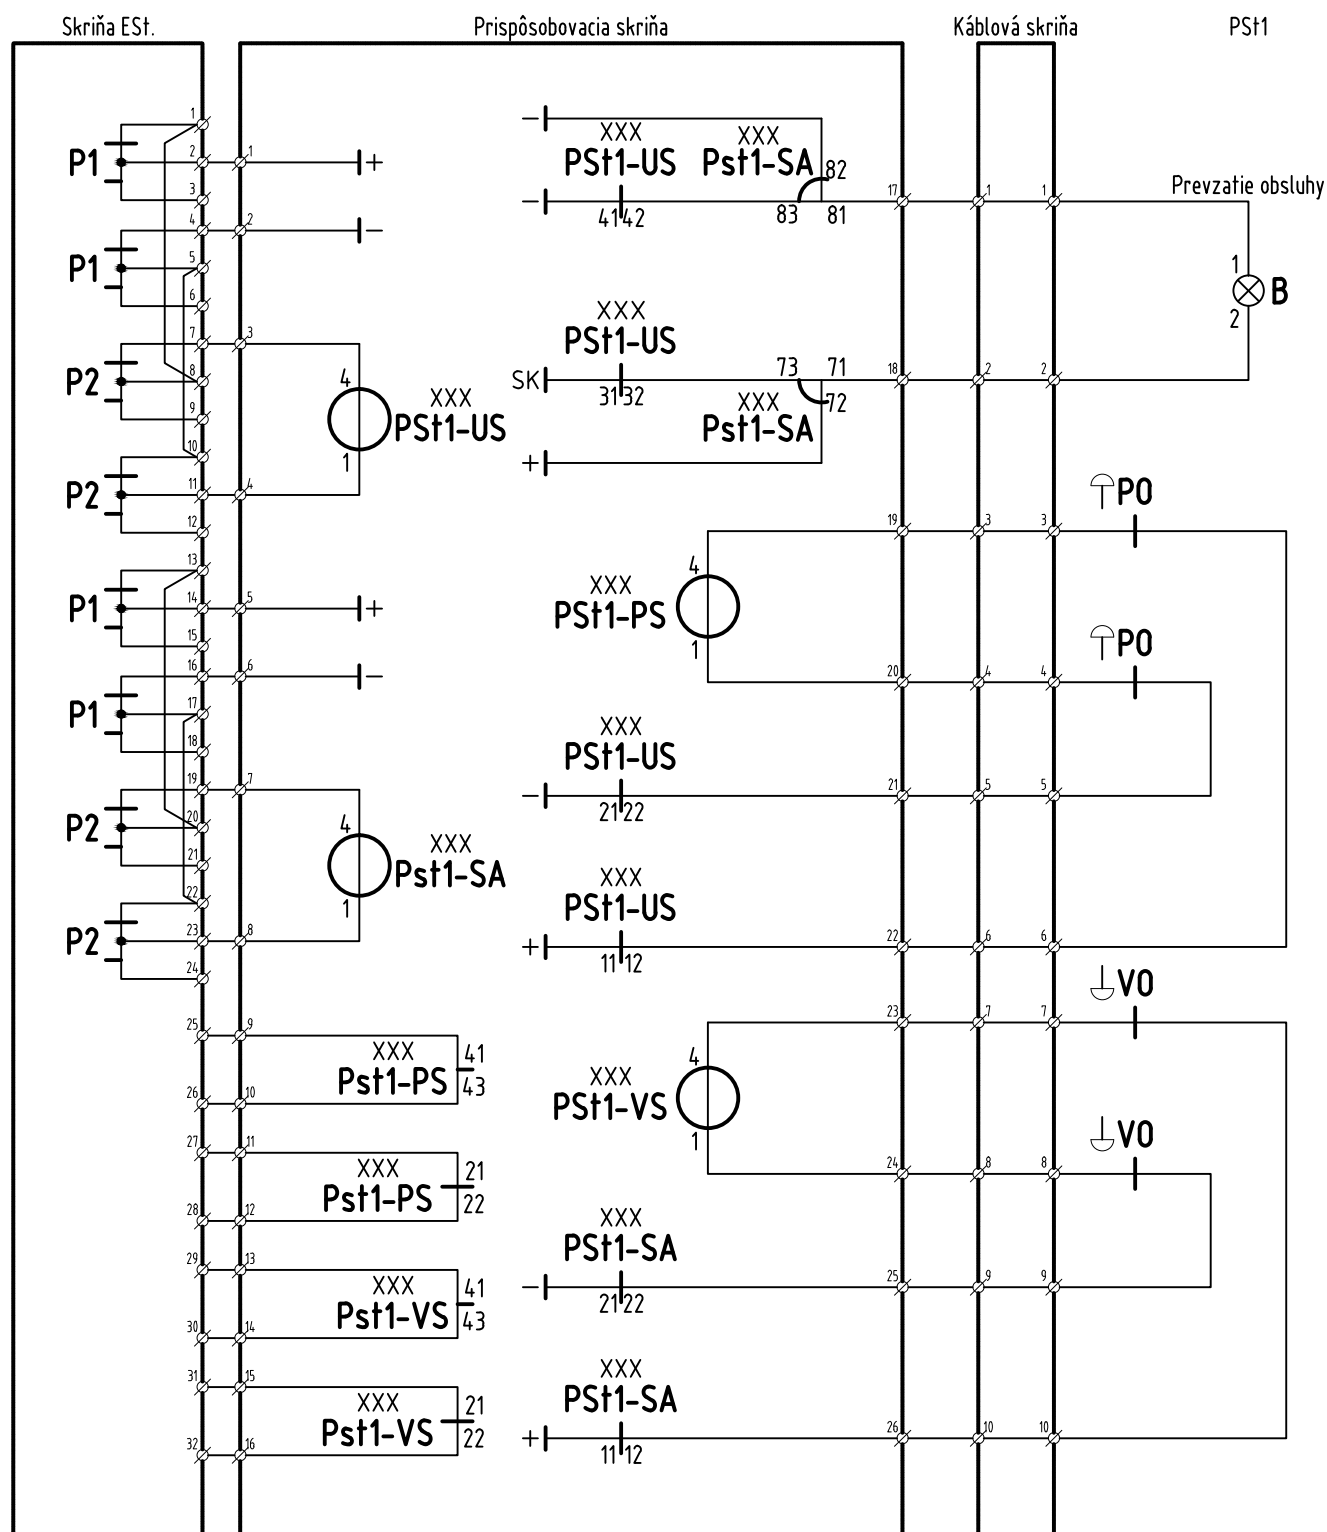 Skriňa ESt.
Prispôsobovacia skriňa
Káblová skriňa
PSt1
P1
1
2
3
P1
4
5
6
P2
7
8
9
P2
10
11
12
P1
13
14
15
P1
16
17
18
P2
19
20
21
P2
22
23
24
25
26
27
28
29
30
31
32
1
+
2
−
3
4
XXX
PSt1-US
1
4
5
+
6
−
7
4
XXX
Pst1-SA
1
8
9
XXX
Pst1-PS
41
43
10
11
XXX
Pst1-PS
21
22
12
13
XXX
Pst1-VS
41
43
14
15
XXX
Pst1-VS
21
22
16
−
XXX
PSt1-US
XXX
Pst1-SA
82
−
41 42
83
81
17
1
1
Prevzatie obsluhy
1
B
2
XXX
PSt1-US
SK
31 32
73
71
72
XXX
Pst1-SA
18
2
2
+
19
3
3
PO
4
XXX
PSt1-PS
1
20
4
4
PO
XXX
PSt1-US
−
21 22
21
5
5
XXX
PSt1-US
+
11 12
22
6
6
23
7
7
VO
4
XXX
PSt1-VS
1
24
8
8
VO
XXX
PSt1-SA
−
21 22
25
9
9
XXX
PSt1-SA
+
11 12
26
10
10